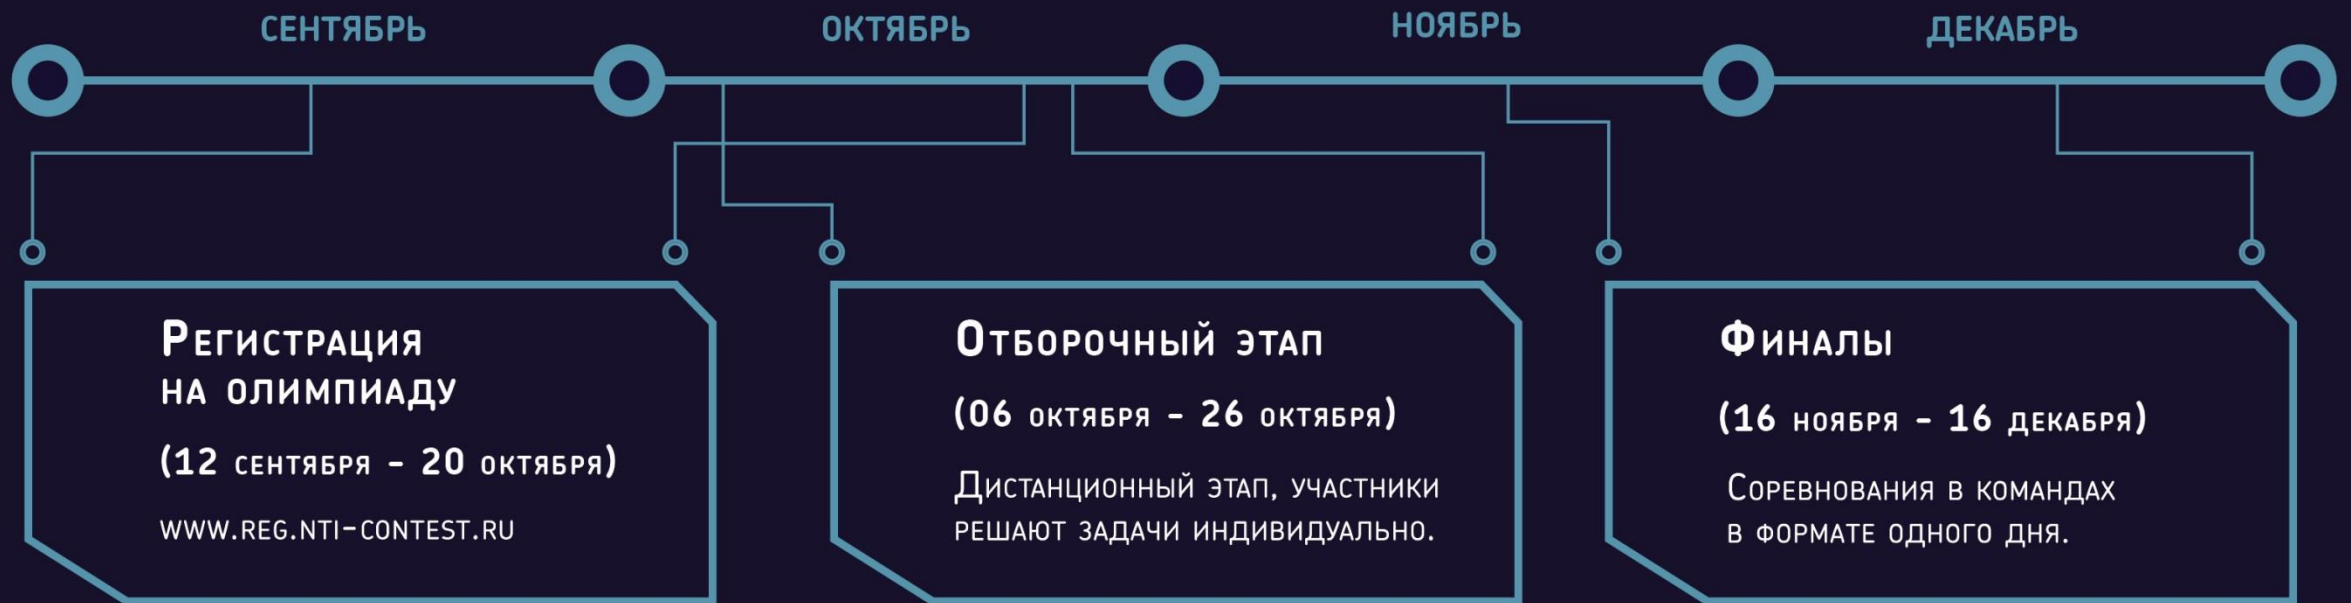 СЕНТЯБРЬ
ОКТЯБРЬ
НОЯБРЬ
ДЕКАБРЬ
Регистрация
на олимпиаду
(12 сентября - 20 октября)
www.reg.nti-contest.ru
Отборочный этап
(06 октября - 26 октября)
Дистанционный этап, участники
решают задачи индивидуально.
Финалы
(16 ноября - 16 декабря)
Соревнования в командах
в формате одного дня.